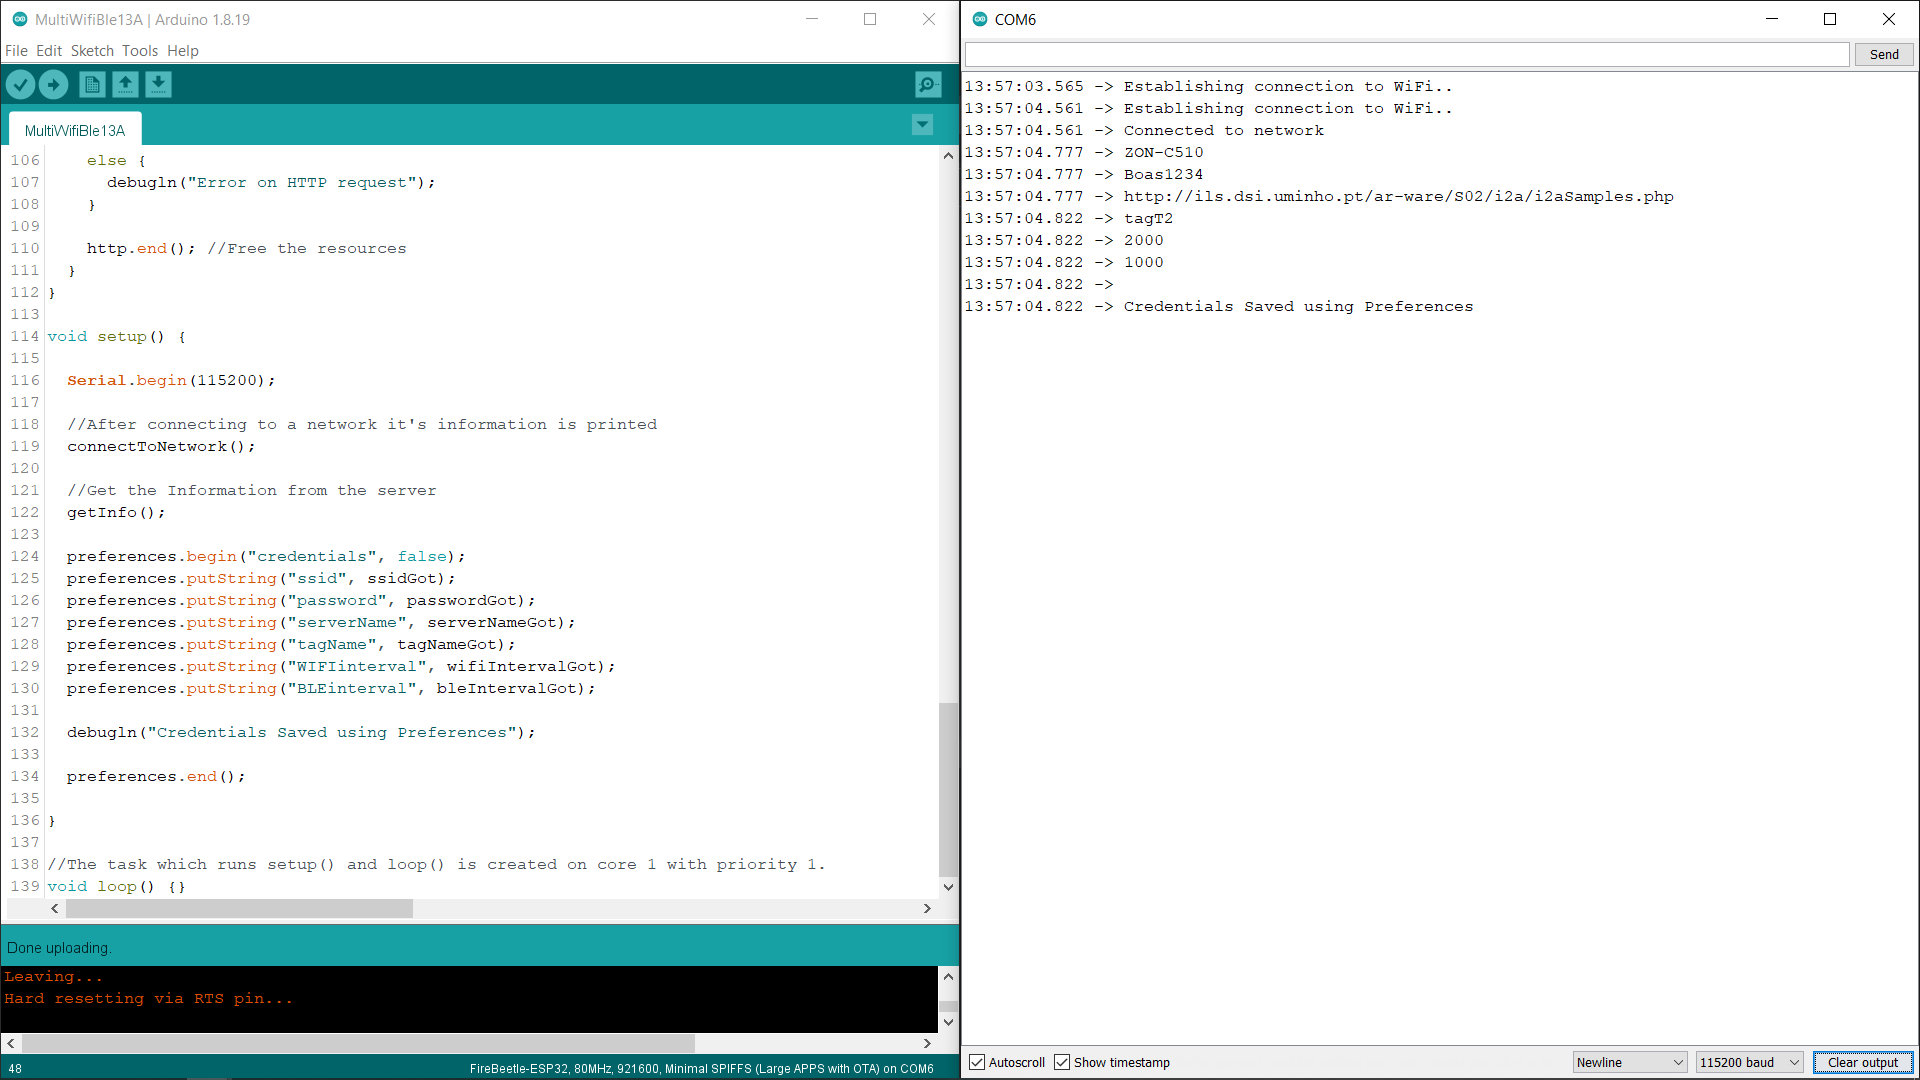 MultiWifiBle13A | Arduino 1.8.19
File Edit Sketch Tools Help
MultiWifiBle13A
106     else {
107       debugln("Error on HTTP request");
108     }
109
110     http.end(); //Free the resources
111   }
112 }
113
114 void setup() {
115
116   Serial.begin(115200);
117
118   //After connecting to a network it's information is printed
119   connectToNetwork();
120
121   //Get the Information from the server
122   getInfo();
123
124   preferences.begin("credentials", false);
125   preferences.putString("ssid", ssidGot);
126   preferences.putString("password", passwordGot);
127   preferences.putString("serverName", serverNameGot);
128   preferences.putString("tagName", tagNameGot);
129   preferences.putString("WIFIinterval", wifiIntervalGot);
130   preferences.putString("BLEinterval", bleIntervalGot);
131
132   debugln("Credentials Saved using Preferences");
133
134   preferences.end();
135
136 }
137
138 //The task which runs setup() and loop() is created on core 1 with priority 1.
139 void loop() {}
Done uploading.
Leaving...
Hard resetting via RTS pin...
48
FireBeetle-ESP32, 80MHz, 921600, Minimal SPIFFS (Large APPS with OTA) on COM6
COM6
Send
13:57:03.565 -> Establishing connection to WiFi..
13:57:04.561 -> Establishing connection to WiFi..
13:57:04.561 -> Connected to network
13:57:04.777 -> ZON-C510
13:57:04.777 -> Boas1234
13:57:04.777 -> http://ils.dsi.uminho.pt/ar-ware/S02/i2a/i2aSamples.php
13:57:04.822 -> tagT2
13:57:04.822 -> 2000
13:57:04.822 -> 1000
13:57:04.822 ->
13:57:04.822 -> Credentials Saved using Preferences
Autoscroll Show timestamp
Newline
115200 baud
Clear output